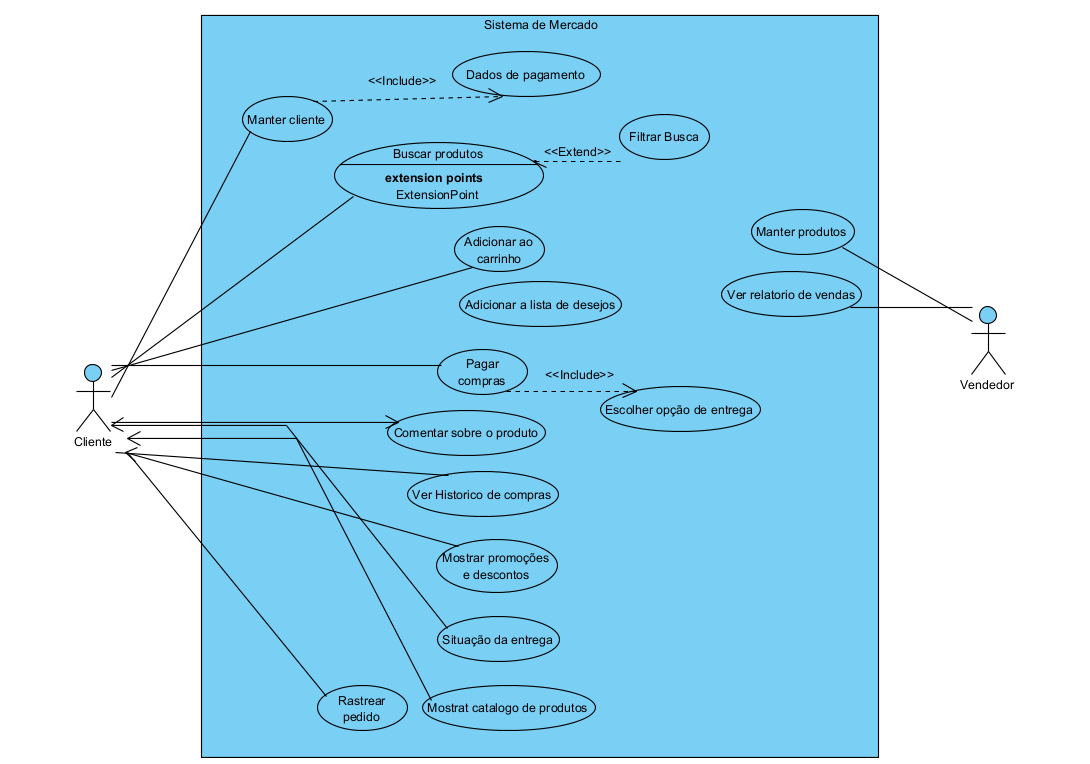 Sistema de Mercado
<<Include>>
Dados de pagamento
Manter cliente
Filtrar Busca
<<Extend>>
Buscar produtos
extension points
ExtensionPoint
Manter produtos
Adicionar ao
carrinho
Adicionar a lista de desejos
Ver relatorio de vendas
Pagar
compras
<<Include>>
Vendedor
Escolher opção de entrega
Cliente
Comentar sobre o produto
Ver Historico de compras
Mostrar promoções
e descontos
Situação da entrega
Rastrear
pedido
Mostrat catalogo de produtos